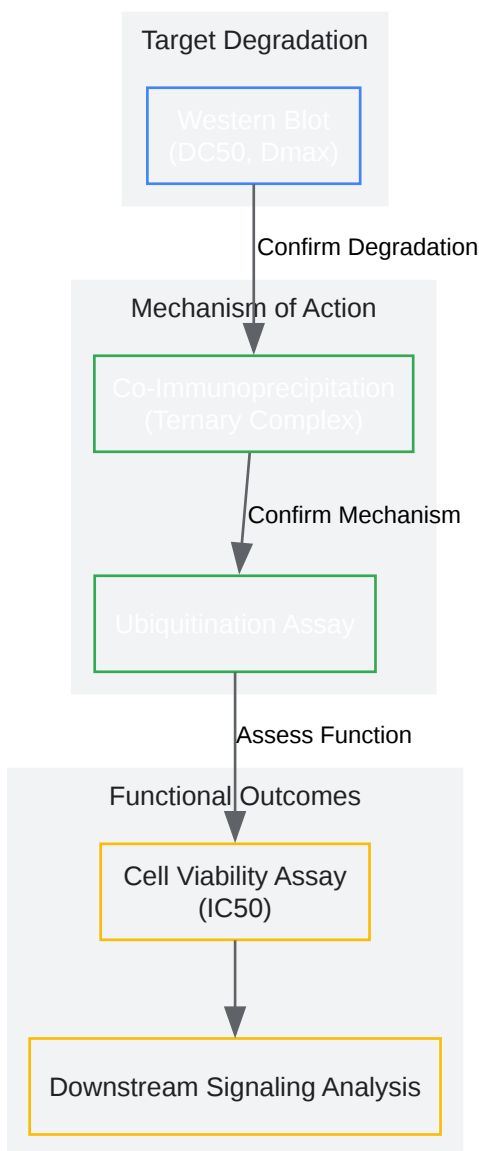 Target Degradation
Western Blot
(DC50, Dmax)
Confirm Degradation
Mechanism of Action
Co-Immunoprecipitation
(Ternary Complex)
Confirm Mechanism
Ubiquitination Assay
Assess Function
Functional Outcomes
Cell Viability Assay
(IC50)
Downstream Signaling Analysis